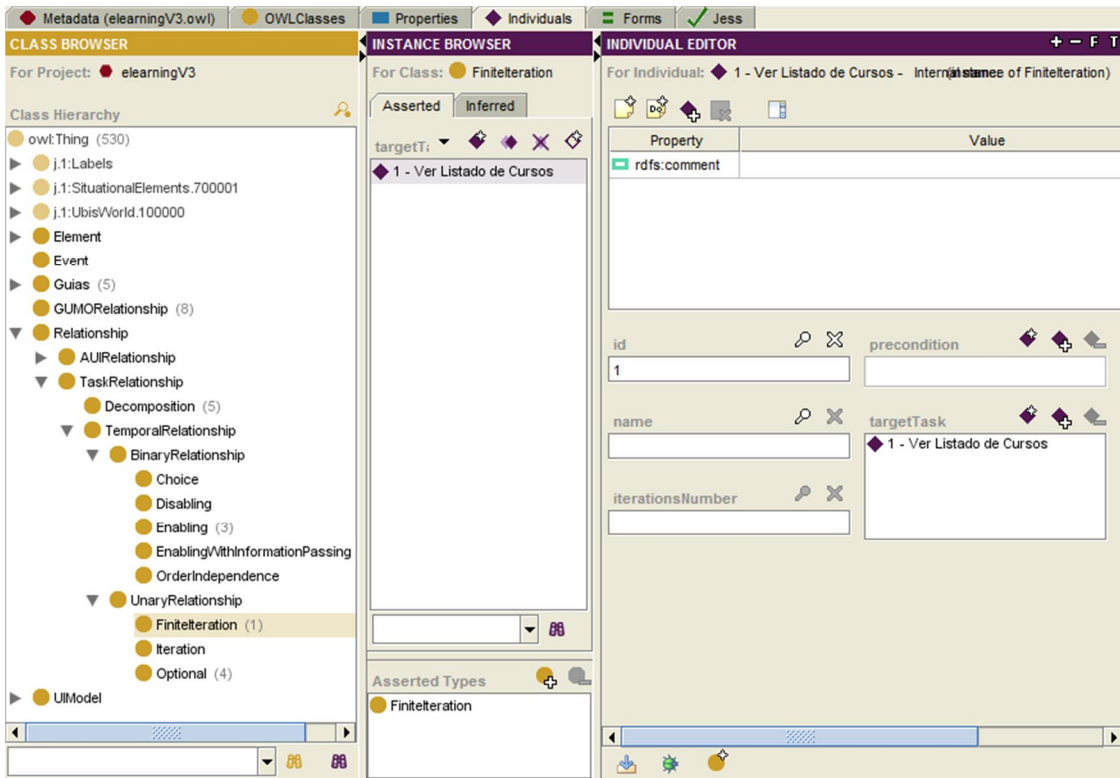 Metadata (elearningV3.owl) OWLClasses Properties Individuals Forms Jess
CLASS BROWSER
For Project: elearningV3
Class Hierarchy
owl:Thing (530)
j.1:Labels
j.1:SituationalElements.700001
j.1:UbisWorld.100000
Element
Event
Guias (5)
GUMORelationship (8)
Relationship
AUIRelationship
TaskRelationship
Decomposition (5)
TemporalRelationship
BinaryRelationship
Choice
Disabling
Enabling (3)
EnablingWithInformationPassing
OrderIndependence
UnaryRelationship
FiniteIteration (1)
Iteration
Optional (4)
UIModel
INSTANCE BROWSER
For Class: FiniteIteration
Asserted Inferred
targetTa
1 - Ver Listado de Cursos
Asserted Types
FiniteIteration
INDIVIDUAL EDITOR + − F T
For Individual: 1 - Ver Listado de Cursos - (instance of FiniteIteration)
Property Value
rdfs:comment
id
1
precondition
name
targetTask
1 - Ver Listado de Cursos
iterationsNumber